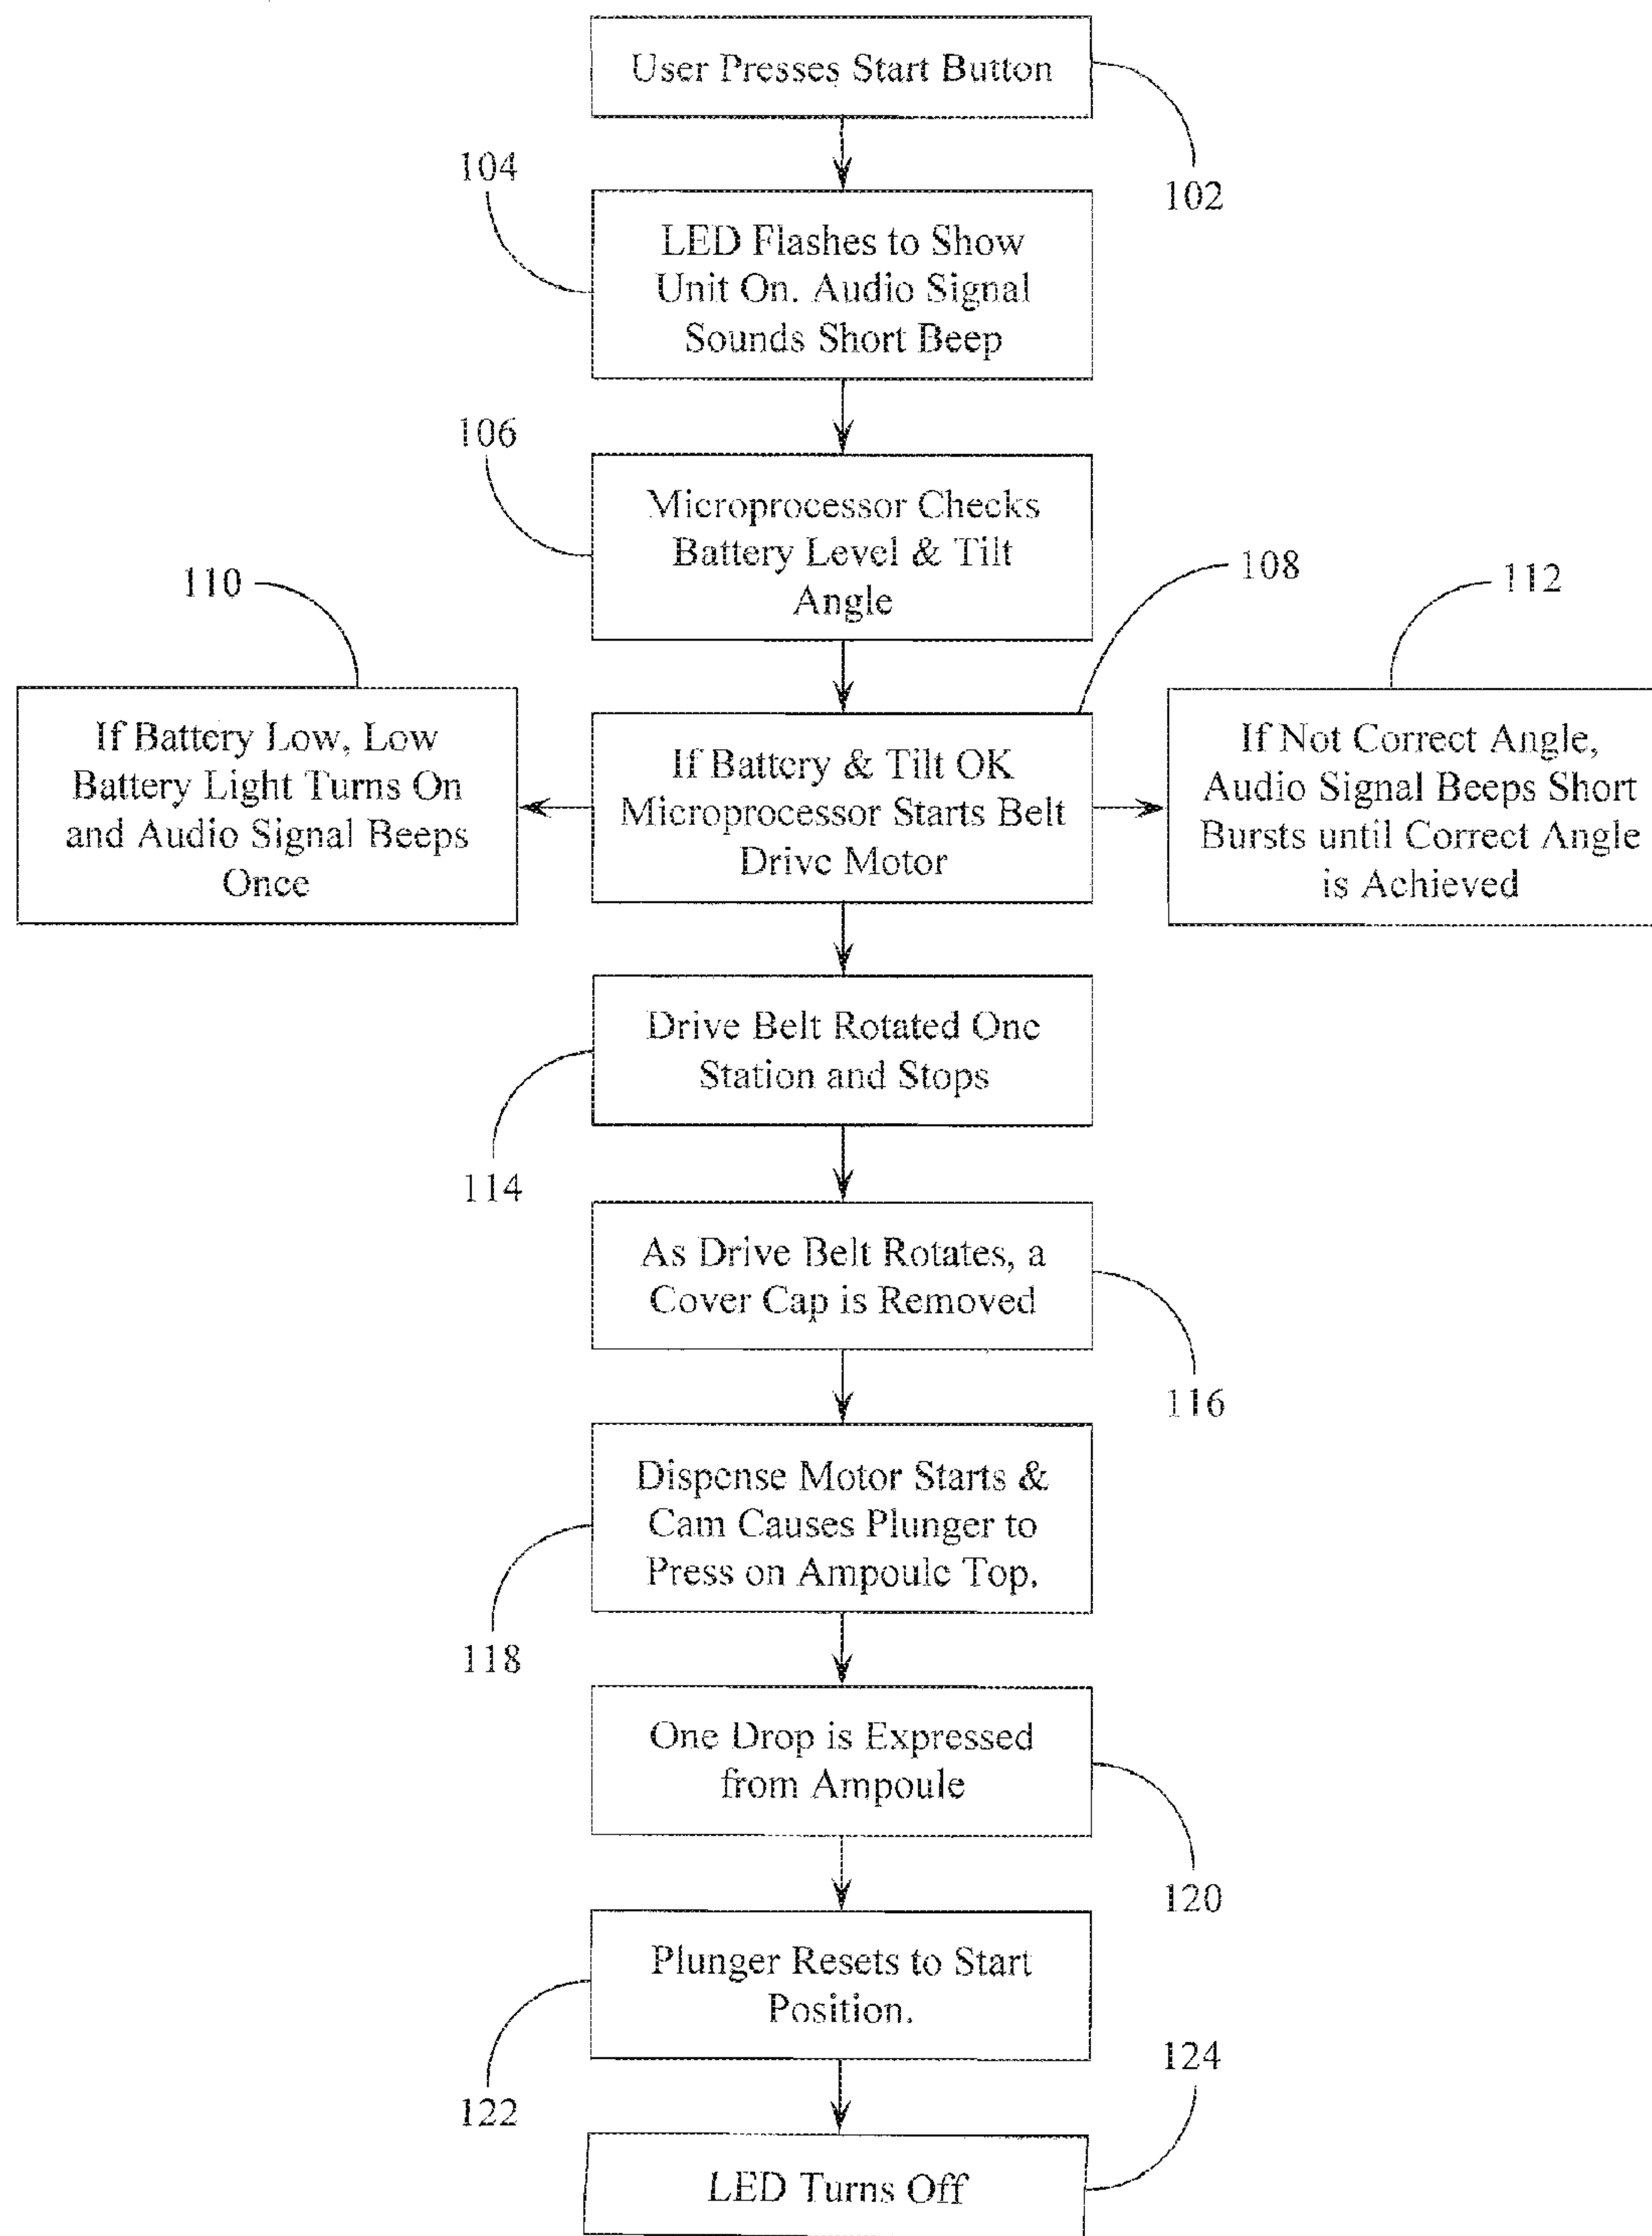 User Presses Start Button
102
104
LED Flashes to Show
Unit On. Audio Signal
Sounds Short Beep
106
Microprocessor Checks
Battery Level & Tilt
Angle
108
110
112
If Battery Low, Low
Battery Light Turns On
and Audio Signal Beeps
Once
If Battery & Tilt OK
Microprocessor Starts Belt
Drive Motor
If Not Correct Angle,
Audio Signal Beeps Short
Bursts until Correct Angle
is Achieved
Drive Belt Rotated One
Station and Stops
114
As Drive Belt Rotates, a
Cover Cap is Removed
116
Dispense Motor Starts &
Cam Causes Plunger to
Press on Ampoule Top.
118
One Drop is Expressed
from Ampoule
120
Plunger Resets to Start
Position.
122
124
LED Turns Off